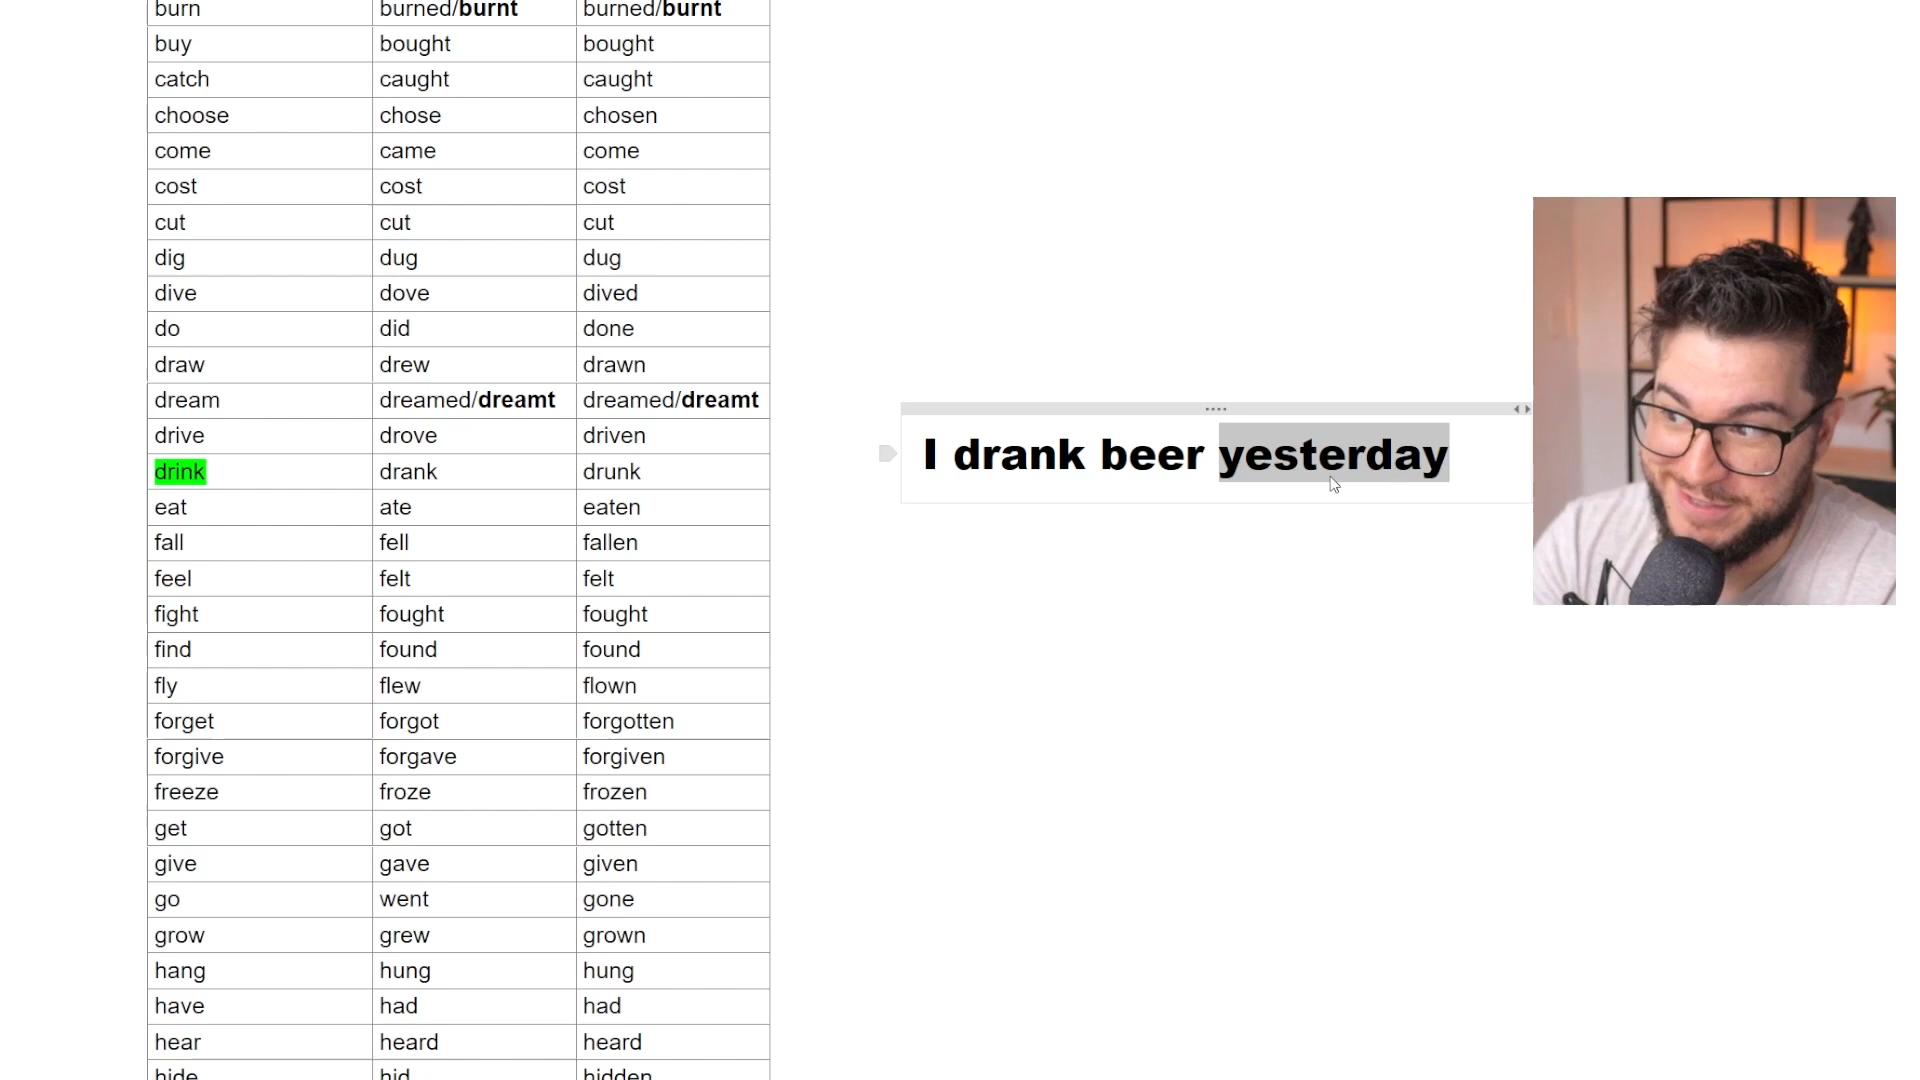 burn burned/burnt burned/burnt
buy bought bought
catch caught caught
choose chose chosen
come came come
cost cost cost
cut cut cut
dig dug dug
dive dove dived
do did done
draw drew drawn
dream dreamed/dreamt dreamed/dreamt
drive drove driven
drink drank drunk
eat ate eaten
fall fell fallen
feel felt felt
fight fought fought
find found found
fly flew flown
forget forgot forgotten
forgive forgave forgiven
freeze froze frozen
get got gotten
give gave given
go went gone
grow grew grown
hang hung hung
have had had
hear heard heard
hide hid hidden
I drank beer yesterday